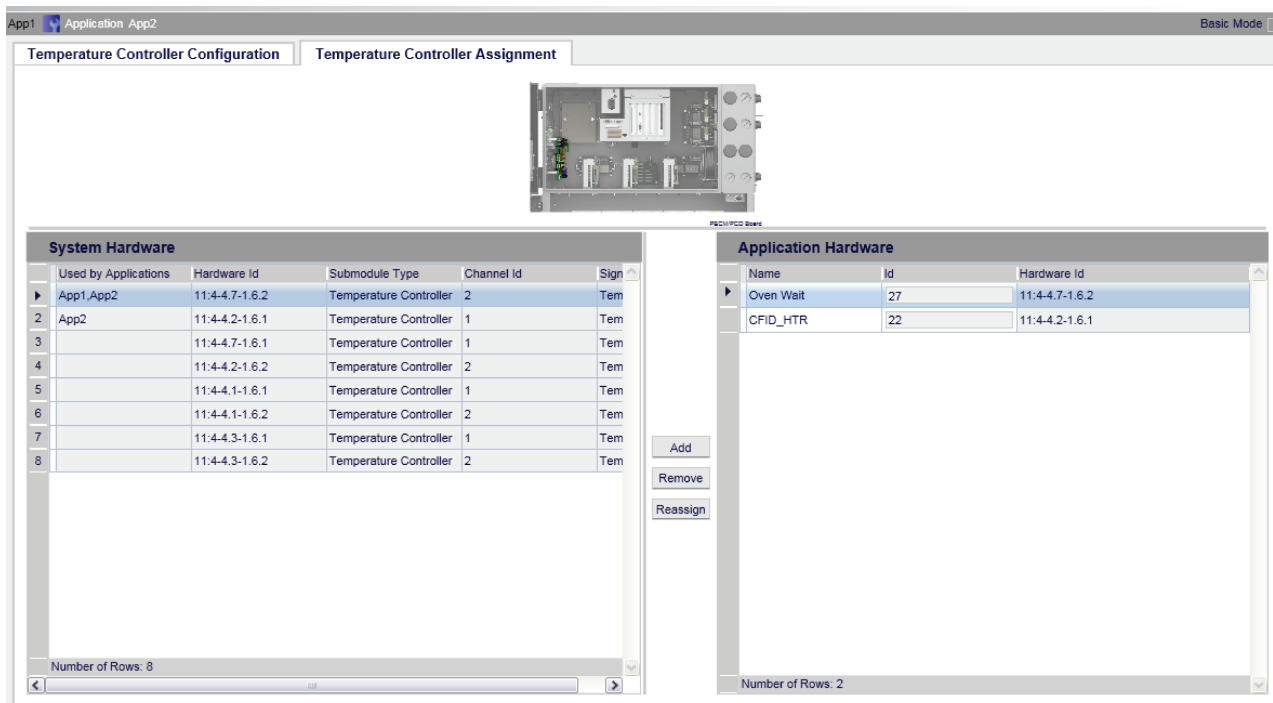 App1 Application App2 Basic Mode
Temperature Controller Configuration Temperature Controller Assignment
PECM/FCID Board
System Hardware
Used by Applications Hardware Id Submodule Type Channel Id Sign
App1,App2 11:4-4.7-1.6.2 Temperature Controller 2 Tem
2 App2 11:4-4.2-1.6.1 Temperature Controller 1 Tem
3 11:4-4.7-1.6.1 Temperature Controller 1 Tem
4 11:4-4.2-1.6.2 Temperature Controller 2 Tem
5 11:4-4.1-1.6.1 Temperature Controller 1 Tem
6 11:4-4.1-1.6.2 Temperature Controller 2 Tem
7 11:4-4.3-1.6.1 Temperature Controller 1 Tem
8 11:4-4.3-1.6.2 Temperature Controller 2 Tem
Number of Rows: 8
Add
Remove
Reassign
Application Hardware
Name Id Hardware Id
Oven Wait 27 11:4-4.7-1.6.2
CFID_HTR 22 11:4-4.2-1.6.1
Number of Rows: 2